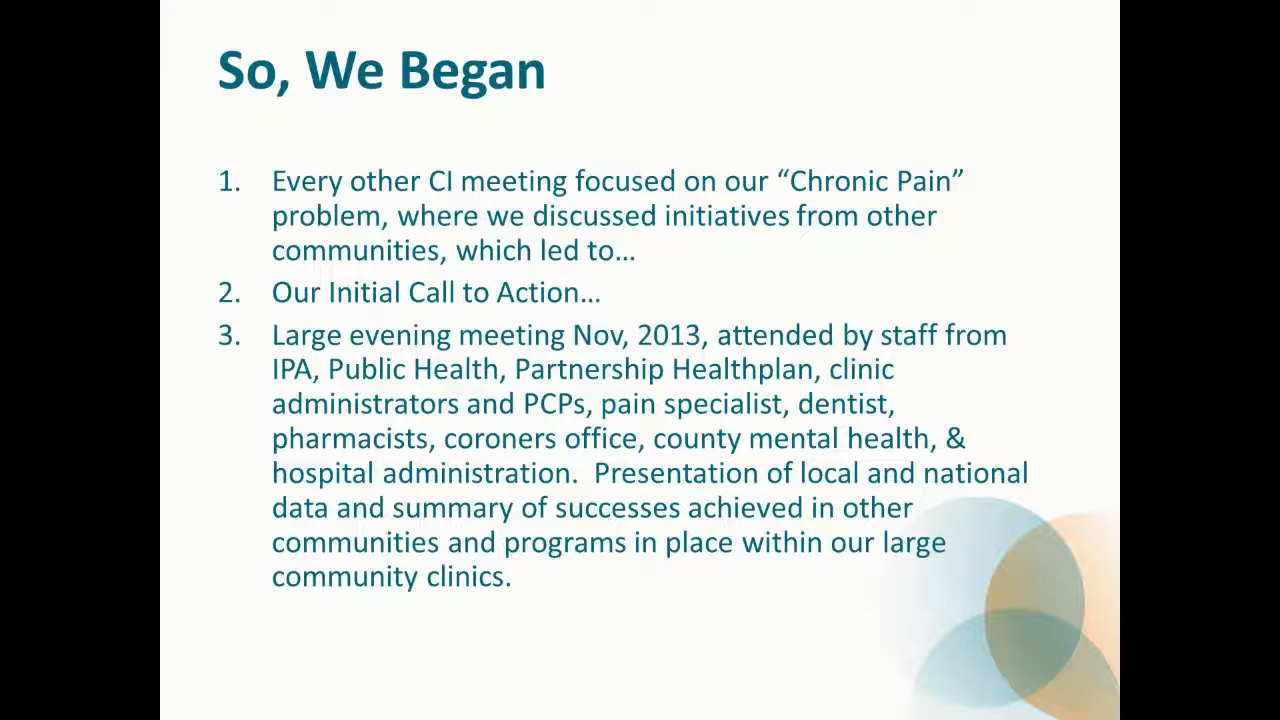 So, We Began
1. Every other CI meeting focused on our “Chronic Pain”
problem, where we discussed initiatives from other
communities, which led to…
2. Our Initial Call to Action…
3. Large evening meeting Nov, 2013, attended by staff from
IPA, Public Health, Partnership Healthplan, clinic
administrators and PCPs, pain specialist, dentist,
pharmacists, coroners office, county mental health, &
hospital administration.  Presentation of local and national
data and summary of successes achieved in other
communities and programs in place within our large
community clinics.